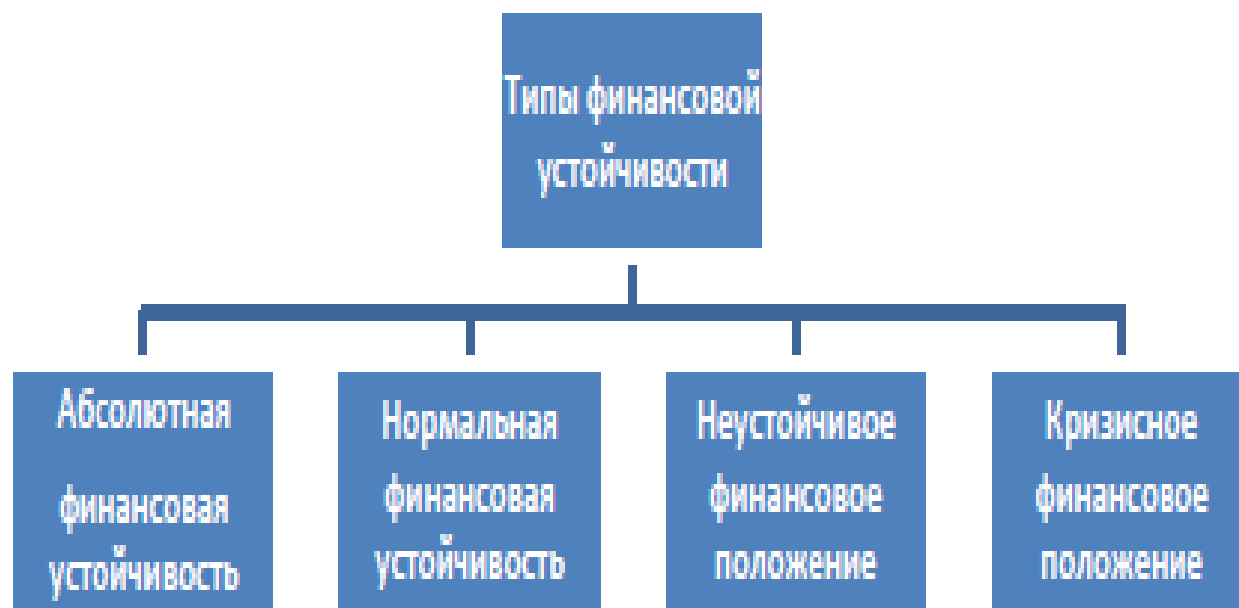 Типы финансовой
устойчивости
Абсолютная
финансовая
устойчивость
Нормальная
финансовая
устойчивость
Неустойчивое
финансовое
положение
Кризисное
финансовое
положение